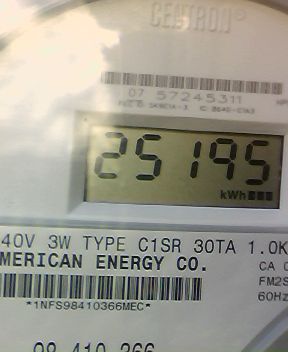 CENTRON®
07 57245311
25195
kWh
40V 3W TYPE C1SR 30TA 1.0K
MERICAN ENERGY CO.
CA 0
FM2S
60Hz
*1NFS98410366MEC*
98 410 366